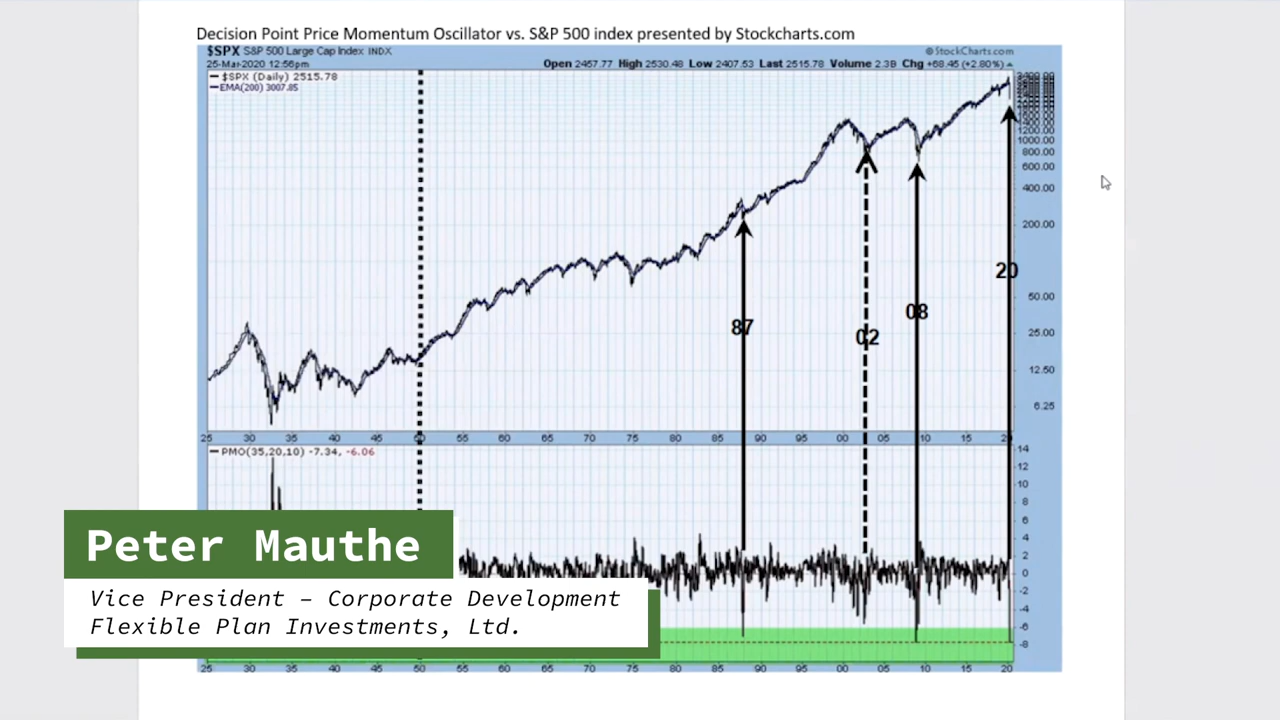 Decision Point Price Momentum Oscillator vs. S&P 500 index presented by Stockcharts.com
$SPX S&P 500 Large Cap Index INDX
© StockCharts.com
25-Mar-2020 12:56pm
Open 2457.77 High 2530.48 Low 2407.53 Last 2515.78 Volume 2.3B Chg +68.45 (+2.80%)
$SPX (Daily) 2515.78
EMA(200) 3007.85
1200.00
1000.00
800.00
600.00
400.00
200.00
50.00
25.00
12.50
6.25
87
02
08
20
25 30 35 40 45 50 55 60 65 70 75 80 85 90 95 00 05 10 15 20
PMO(35,20,10) -7.34, -6.06
14
12
10
8
6
4
2
0
-2
-4
-6
-8
Peter Mauthe
Vice President – Corporate Development
Flexible Plan Investments, Ltd.
25 30 35 40 45 50 55 60 65 70 75 80 85 90 95 00 05 10 15 20